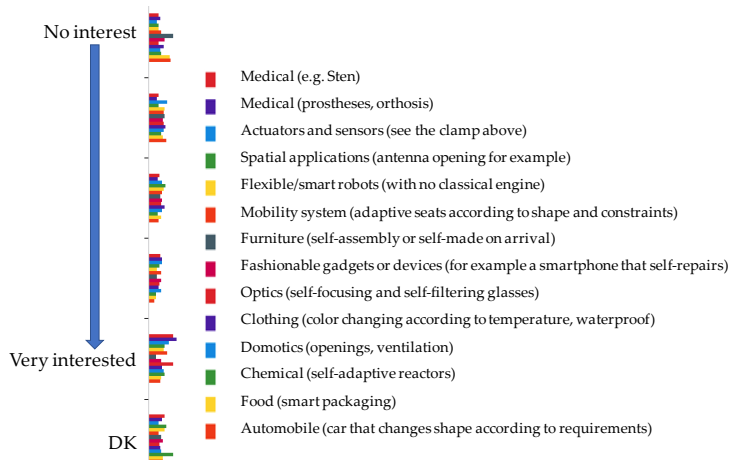 No interest
Medical (e.g. Sten)
Medical (prostheses, orthosis)
Actuators and sensors (see the clamp above)
Spatial applications (antenna opening for example)
Flexible/smart robots (with no classical engine)
Mobility system (adaptive seats according to shape and constraints)
Furniture (self-assembly or self-made on arrival)
Fashionable gadgets or devices (for example a smartphone that self-repairs)
Optics (self-focusing and self-filtering glasses)
Clothing (color changing according to temperature, waterproof)
Very interested
Domotics (openings, ventilation)
Chemical (self-adaptive reactors)
Food (smart packaging)
Automobile (car that changes shape according to requirements)
DK